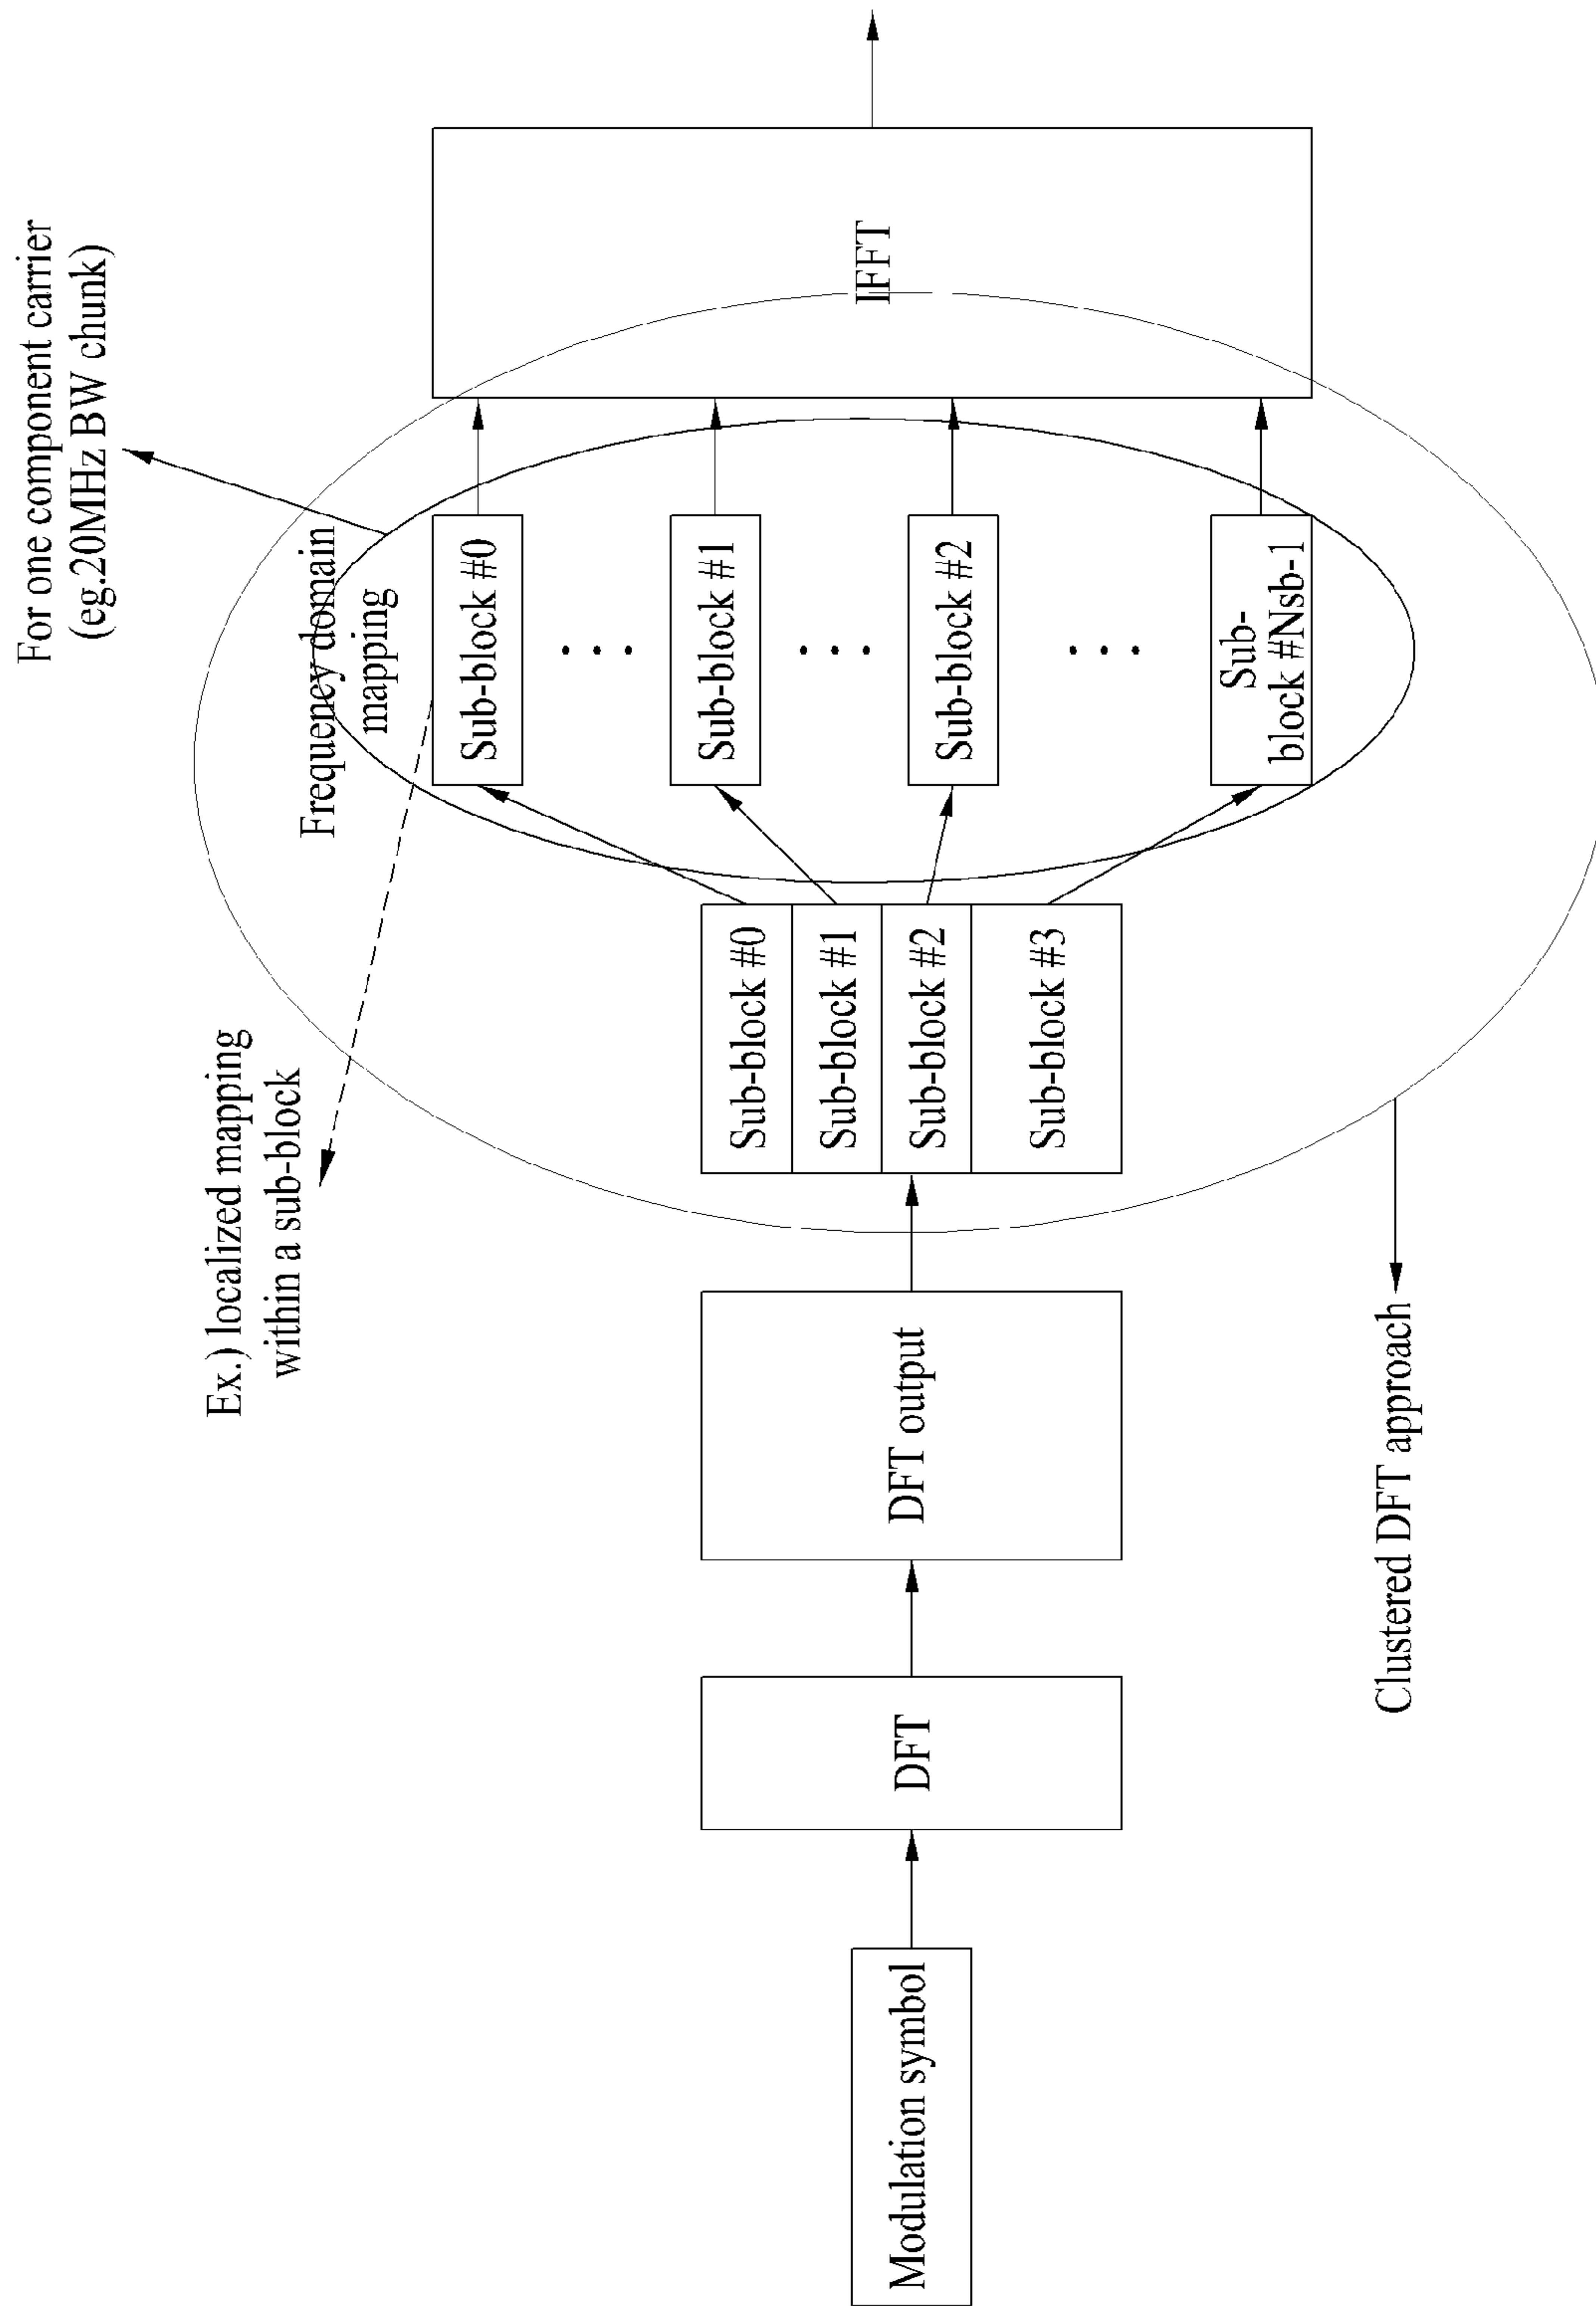 For one component carrier
(eg.20MHz BW chunk)
Ex.) localized mapping
within a sub-block
Frequency domain
mapping
Modulation symbol
DFT
DFT output
Sub-block #0
Sub-block #1
Sub-block #2
Sub-block #3
Sub-block #0
Sub-block #1
Sub-block #2
Sub-
block #Nsb-1
IFFT
Clustered DFT approach